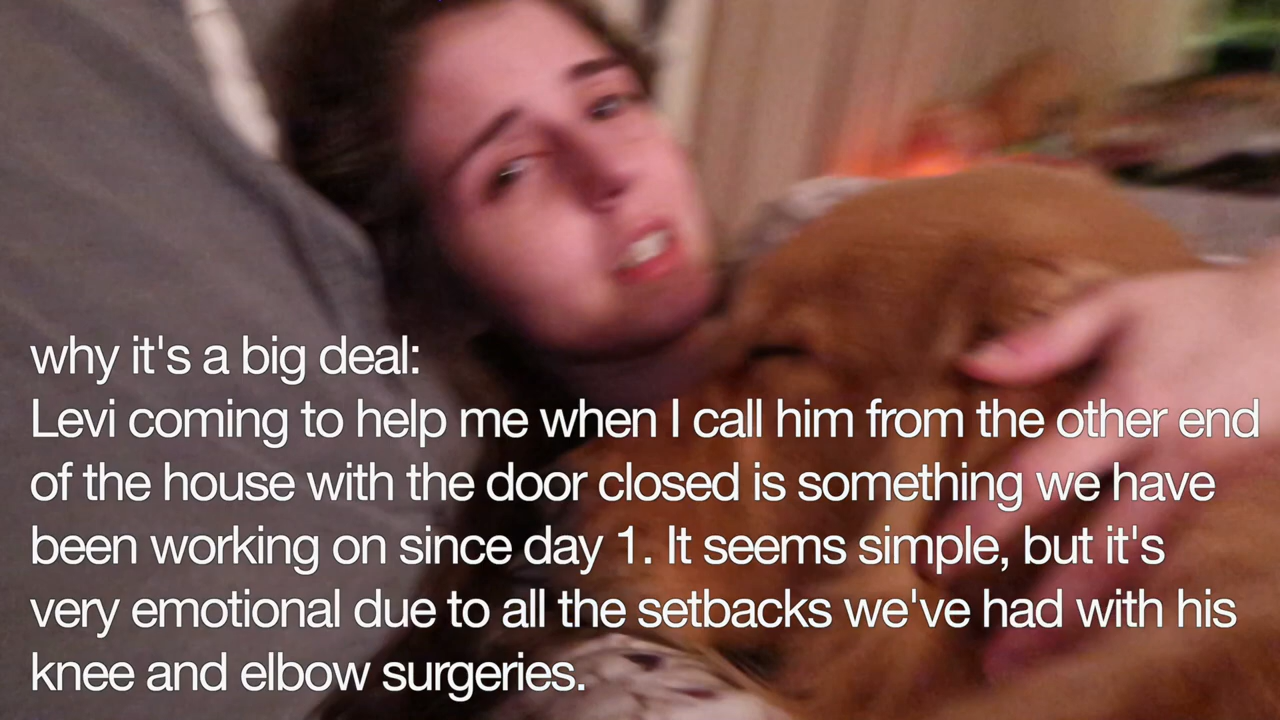 why it's a big deal:
Levi coming to help me when I call him from the other end
of the house with the door closed is something we have
been working on since day 1. It seems simple, but it's
very emotional due to all the setbacks we've had with his
knee and elbow surgeries.